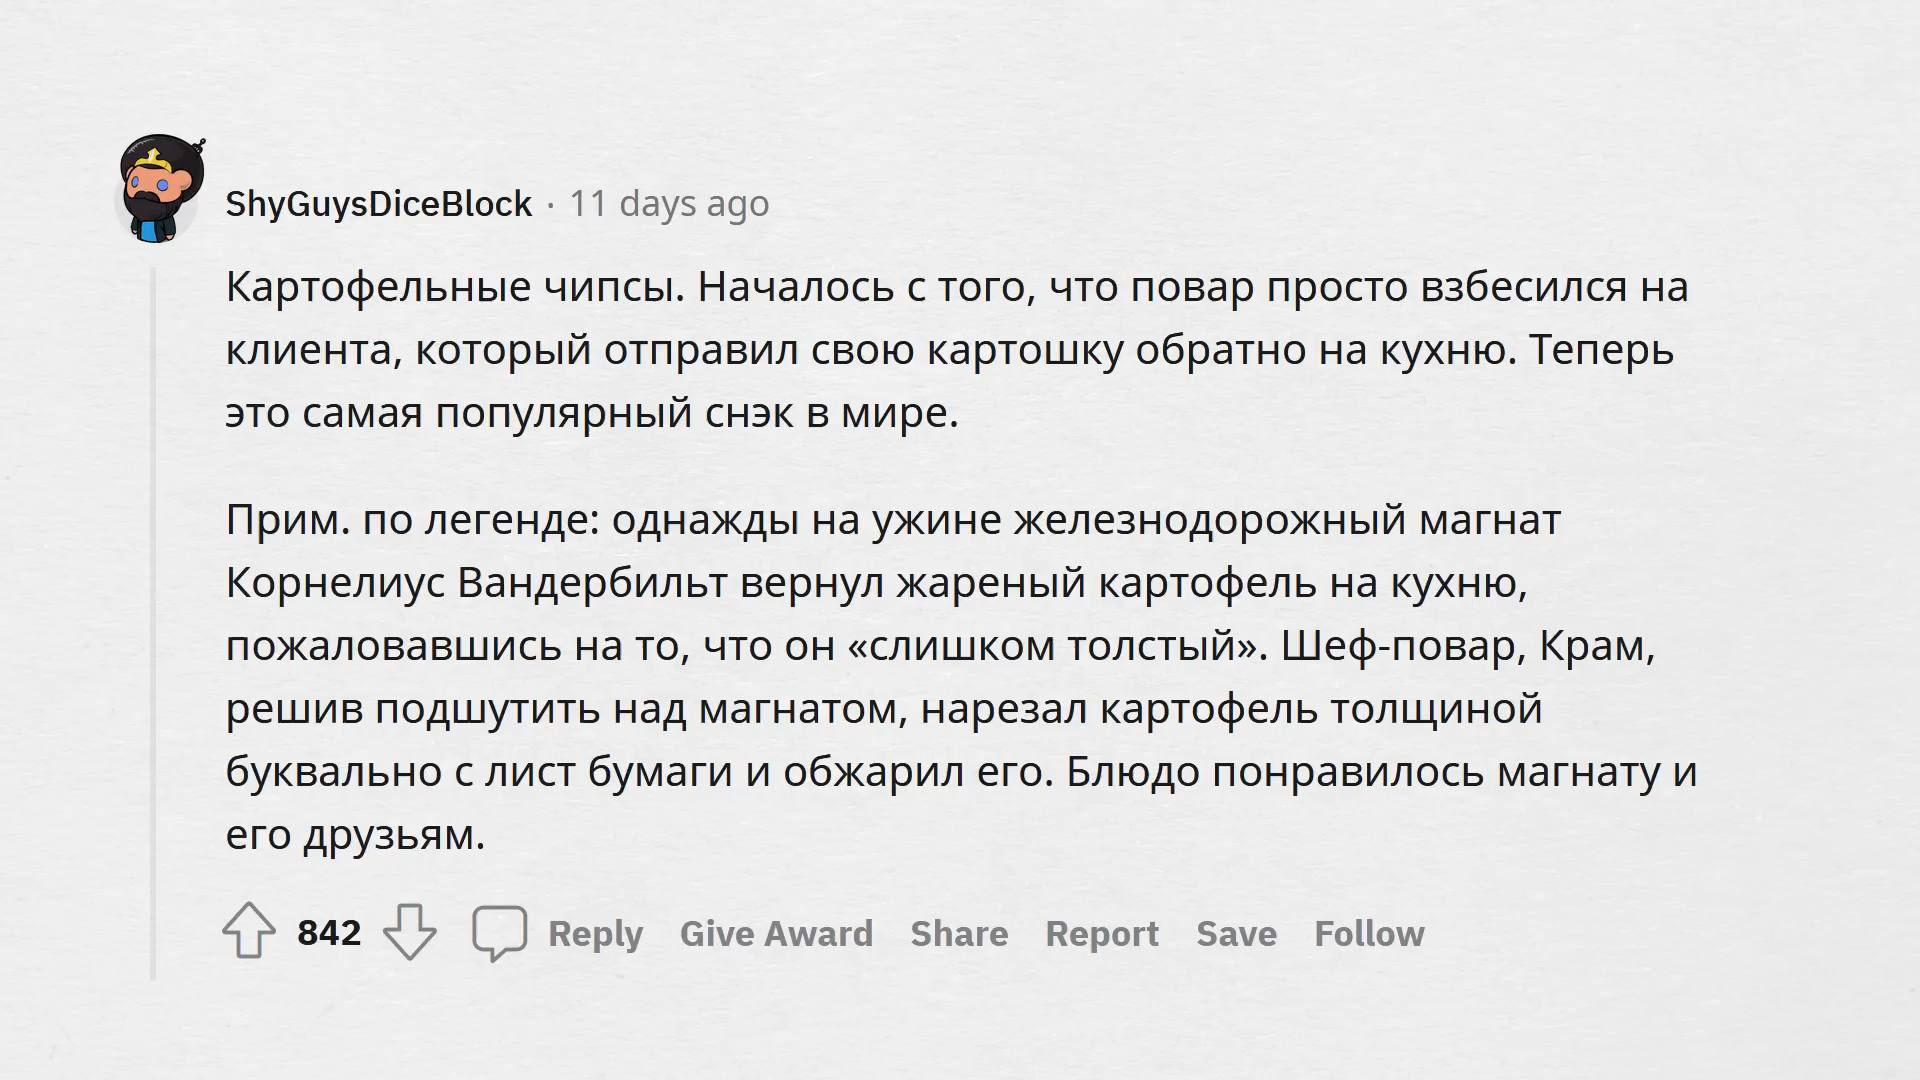 ShyGuysDiceBlock · 11 days ago
Картофельные чипсы. Началось с того, что повар просто взбесился на
клиента, который отправил свою картошку обратно на кухню. Теперь
это самая популярный снэк в мире.
Прим. по легенде: однажды на ужине железнодорожный магнат
Корнелиус Вандербильт вернул жареный картофель на кухню,
пожаловавшись на то, что он «слишком толстый». Шеф-повар, Крам,
решив подшутить над магнатом, нарезал картофель толщиной
буквально с лист бумаги и обжарил его. Блюдо понравилось магнату и
его друзьям.
842 Reply Give Award Share Report Save Follow